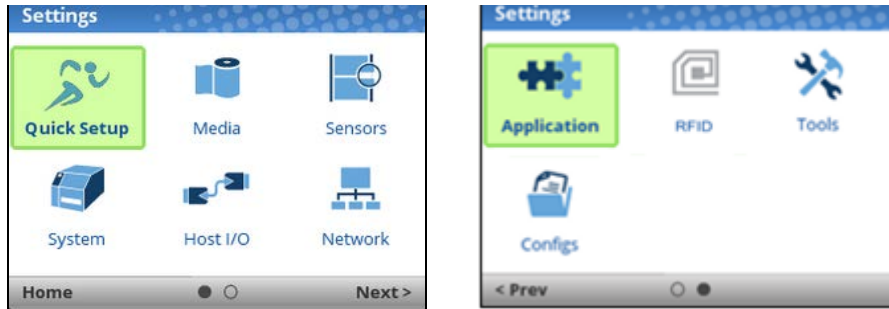 Settings
Quick Setup
Media
Sensors
System
Host I/O
Network
Home
Next >
Settings
Application
RFID
Tools
Configs
< Prev